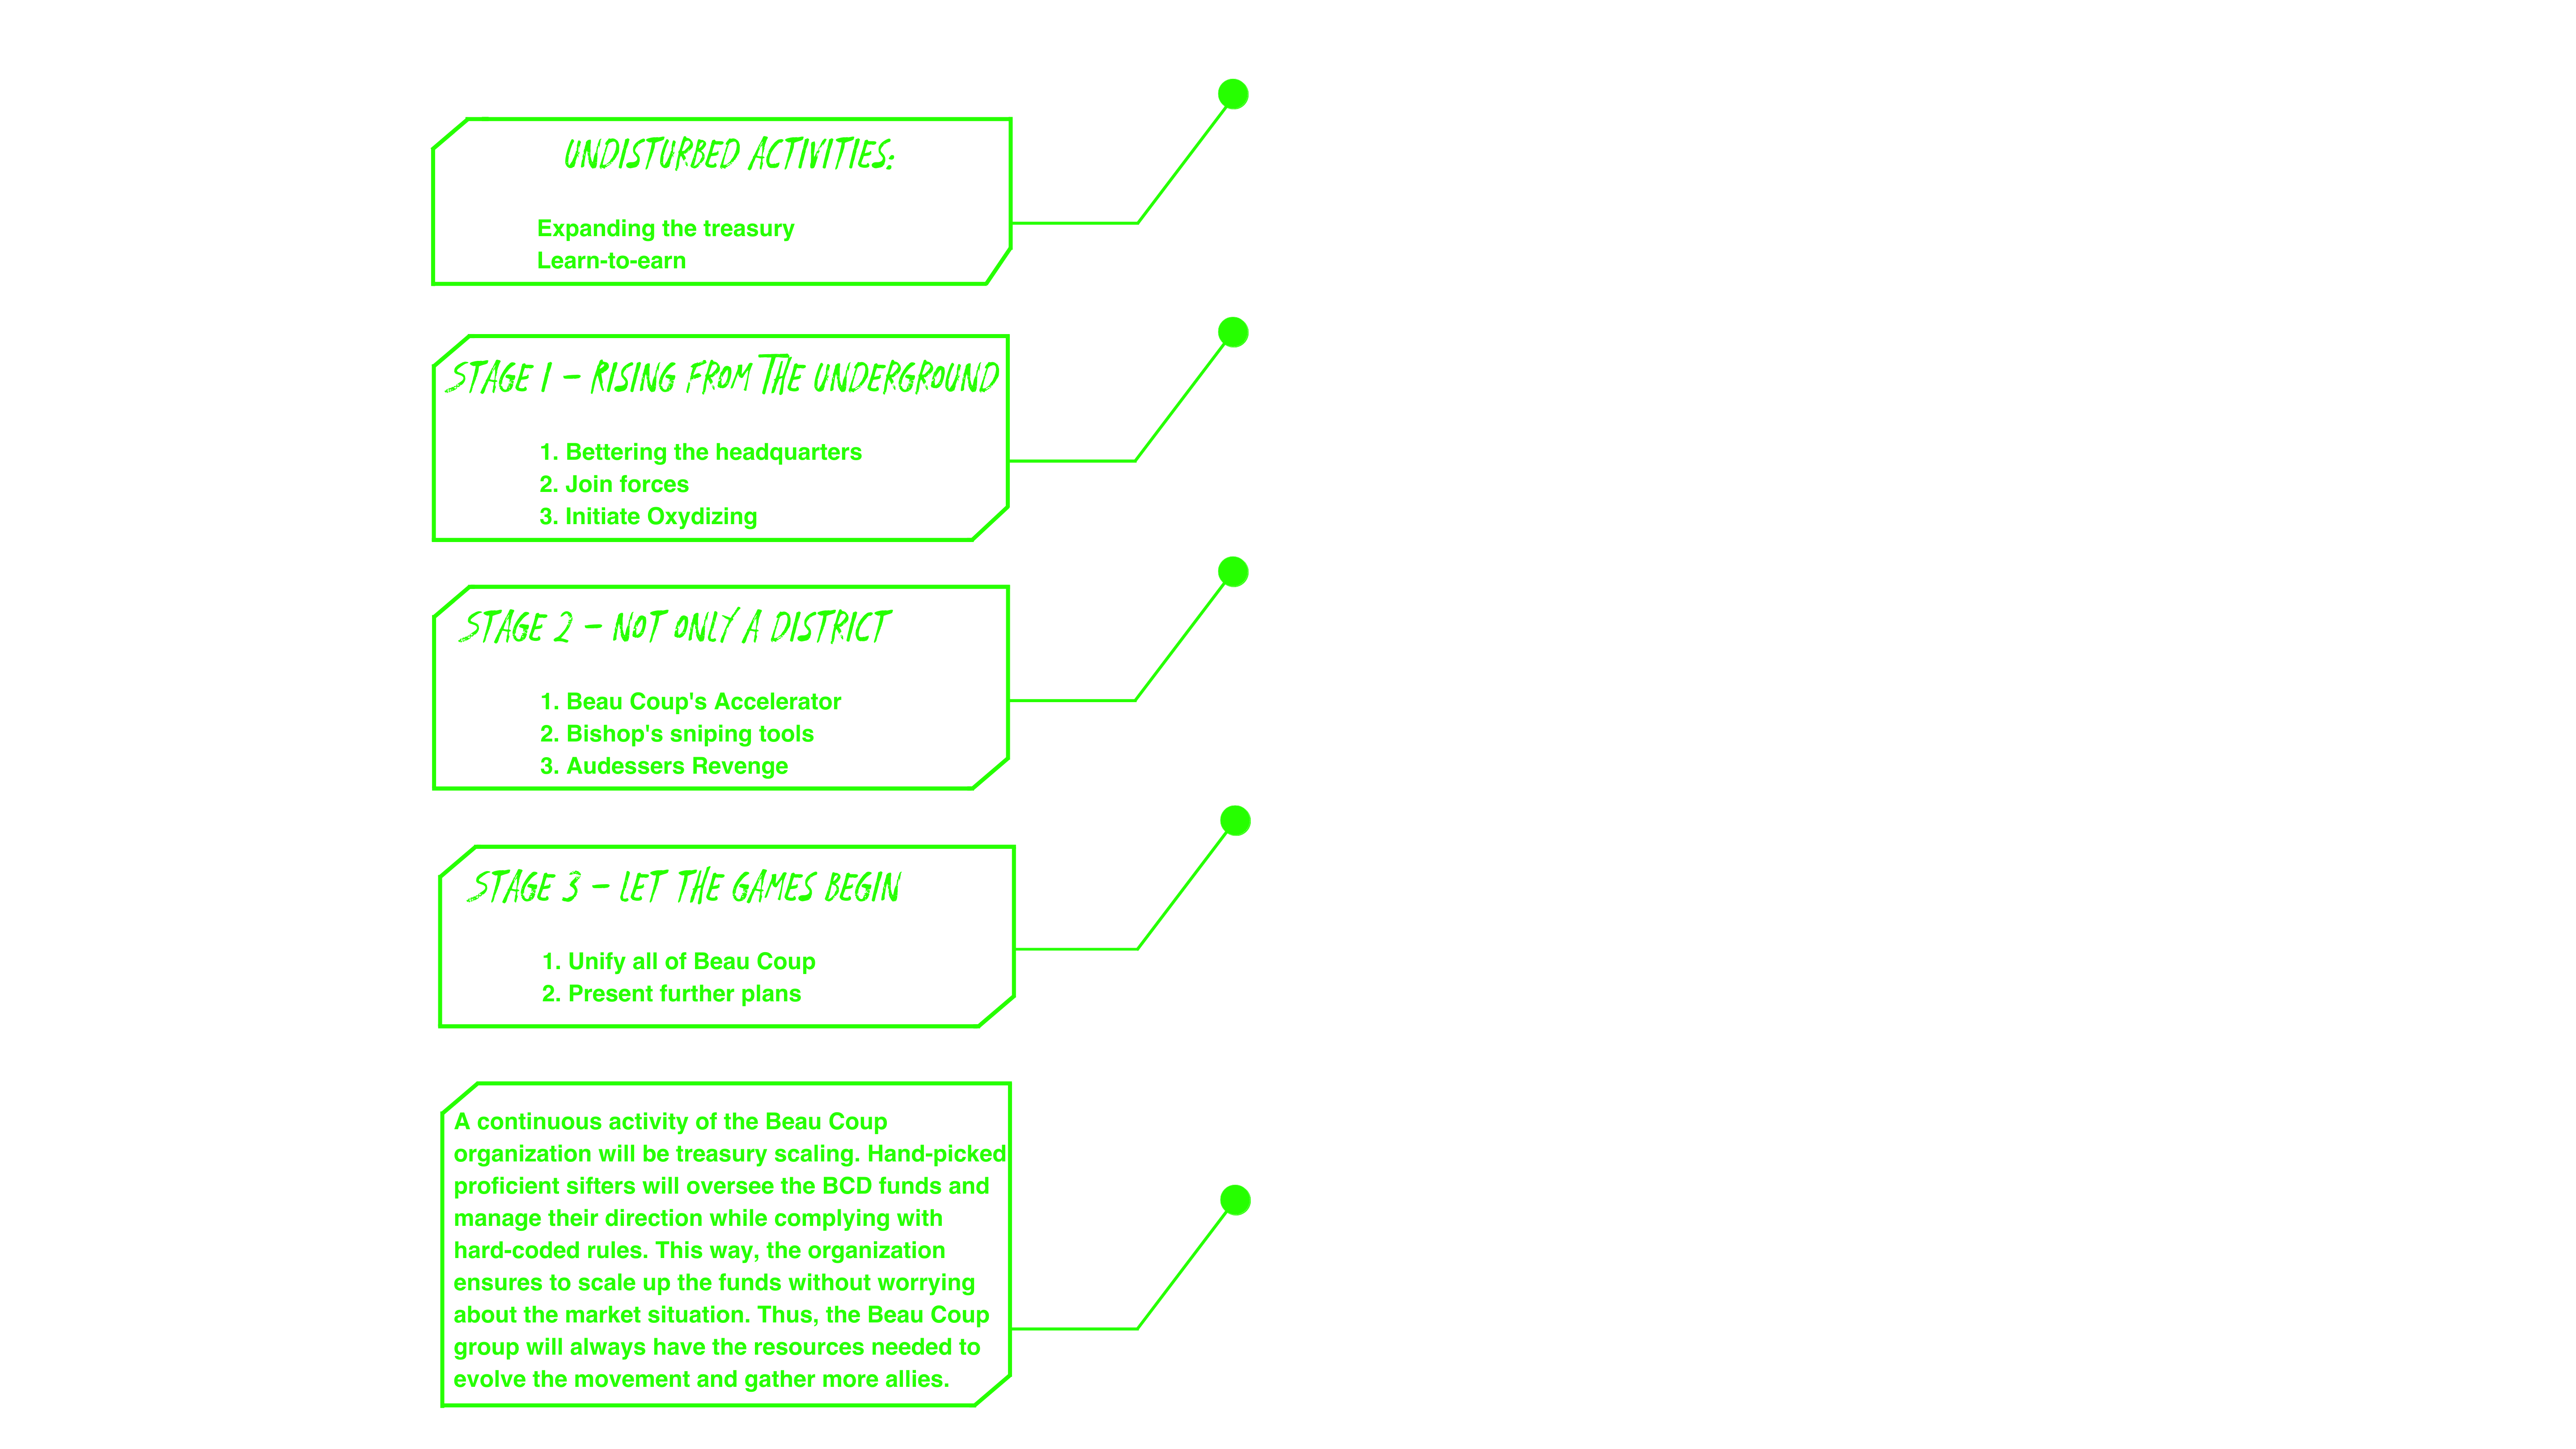 UNDISTURBED ACTIVITIES:
Expanding the treasury
Learn-to-earn
STAGE 1 - RISING FROM THE UNDERGROUND
1. Bettering the headquarters
2. Join forces
3. Initiate Oxydizing
STAGE 2 - NOT ONLY A DISTRICT
1. Beau Coup's Accelerator
2. Bishop's sniping tools
3. Audessers Revenge
STAGE 3 - LET THE GAMES BEGIN
1. Unify all of Beau Coup
2. Present further plans
A continuous activity of the Beau Coup
organization will be treasury scaling. Hand-picked
proficient sifters will oversee the BCD funds and
manage their direction while complying with
hard-coded rules. This way, the organization
ensures to scale up the funds without worrying
about the market situation. Thus, the Beau Coup
group will always have the resources needed to
evolve the movement and gather more allies.